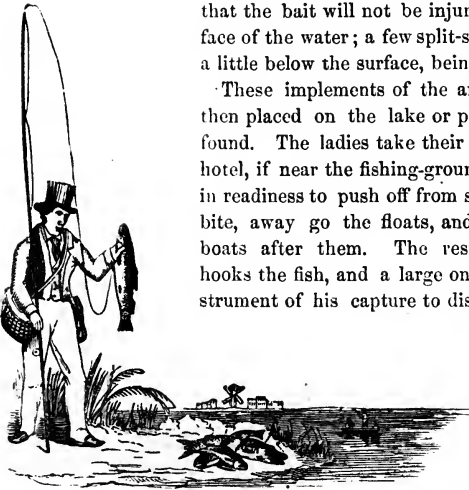 that the bait will not be injur
face of the water; a few split-s
a little below the surface, bein
These implements of the a
then placed on the lake or p
found. The ladies take their
hotel, if near the fishing-groun
in readiness to push off from s
bite, away go the floats, and
boats after them. The res
hooks the fish, and a large on
strument of his capture to dis